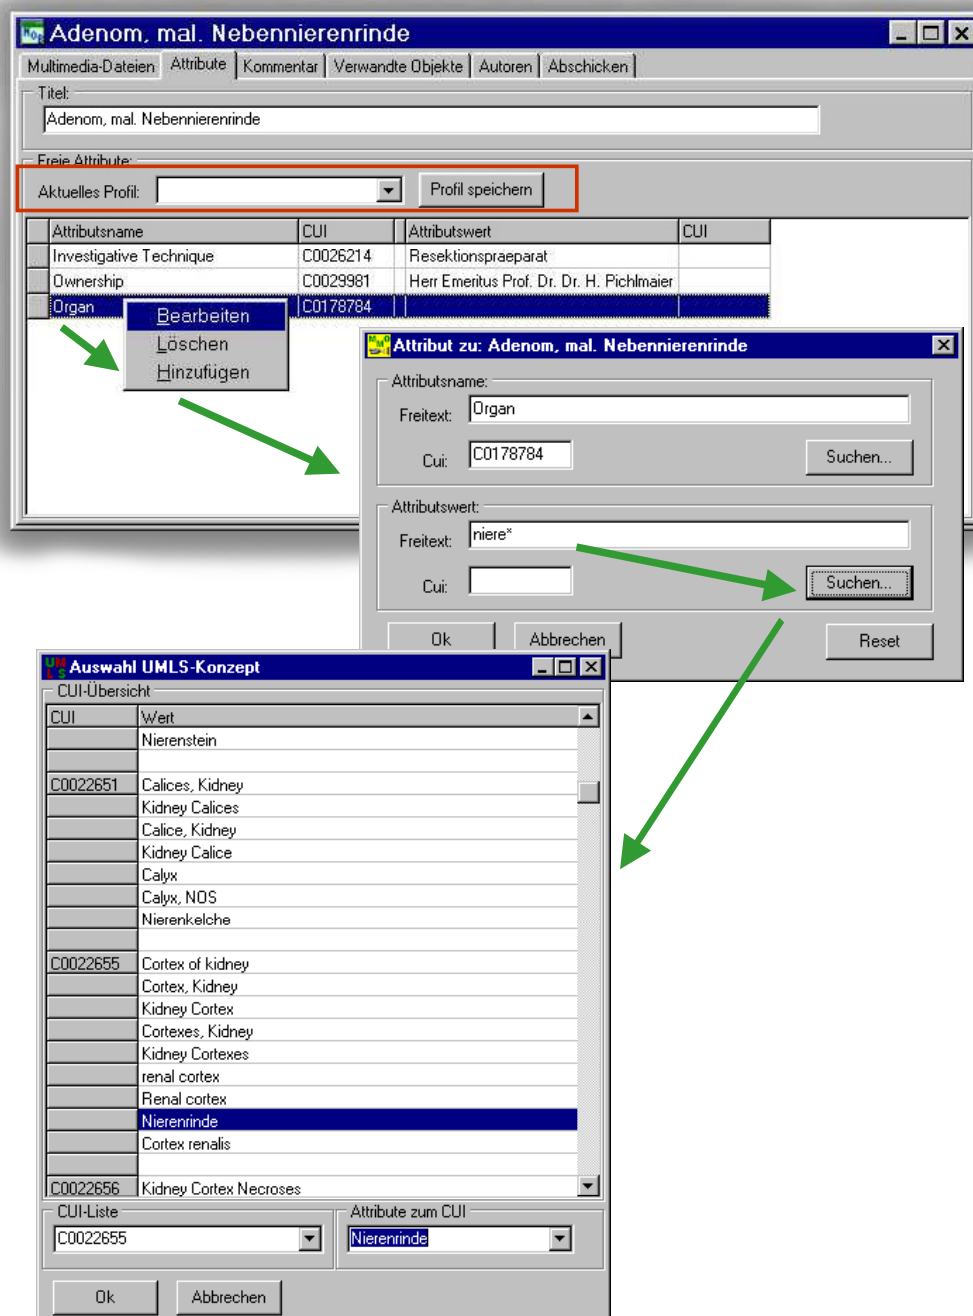 Adenom, mal. Nebennierenrinde
Multimedia-Dateien Attribute Kommentar Verwandte Objekte Autoren Abschicken
Titel:
Adenom, mal. Nebennierenrinde
Freie Attribute:
Aktuelles Profil: Profil speichern
Attributsname CUI Attributswert CUI
Investigative Technique C0026214 Resektionspraeparat
Ownership C0029981 Herr Emeritus Prof. Dr. Dr. H. Pichlmaier
Organ C0178784
Bearbeiten
Löschen
Hinzufügen
Attribut zu: Adenom, mal. Nebennierenrinde
Attributsname:
Freitext: Organ
Cui: C0178784 Suchen...
Attributswert:
Freitext: niere*
Cui: Suchen...
Ok Abbrechen Reset
UMLS Auswahl UMLS-Konzept
CUI-Übersicht
CUI Wert
Nierenstein
C0022651 Calices, Kidney
Kidney Calices
Calice, Kidney
Kidney Calice
Calyx
Calyx, NOS
Nierenkelche
C0022655 Cortex of kidney
Cortex, Kidney
Kidney Cortex
Cortexes, Kidney
Kidney Cortexes
renal cortex
Renal cortex
Nierenrinde
Cortex renalis
C0022656 Kidney Cortex Necroses
CUI-Liste Attribute zum CUI
C0022655 Nierenrinde
Ok Abbrechen